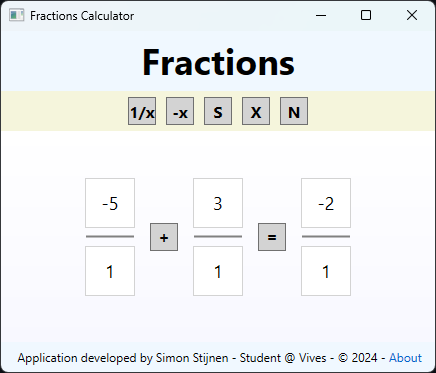 Fractions Calculator
Fractions
1/x -x S X N
-5 3 -2
+ =
1 1 1
Application developed by Simon Stijnen - Student @ Vives - © 2024 - About